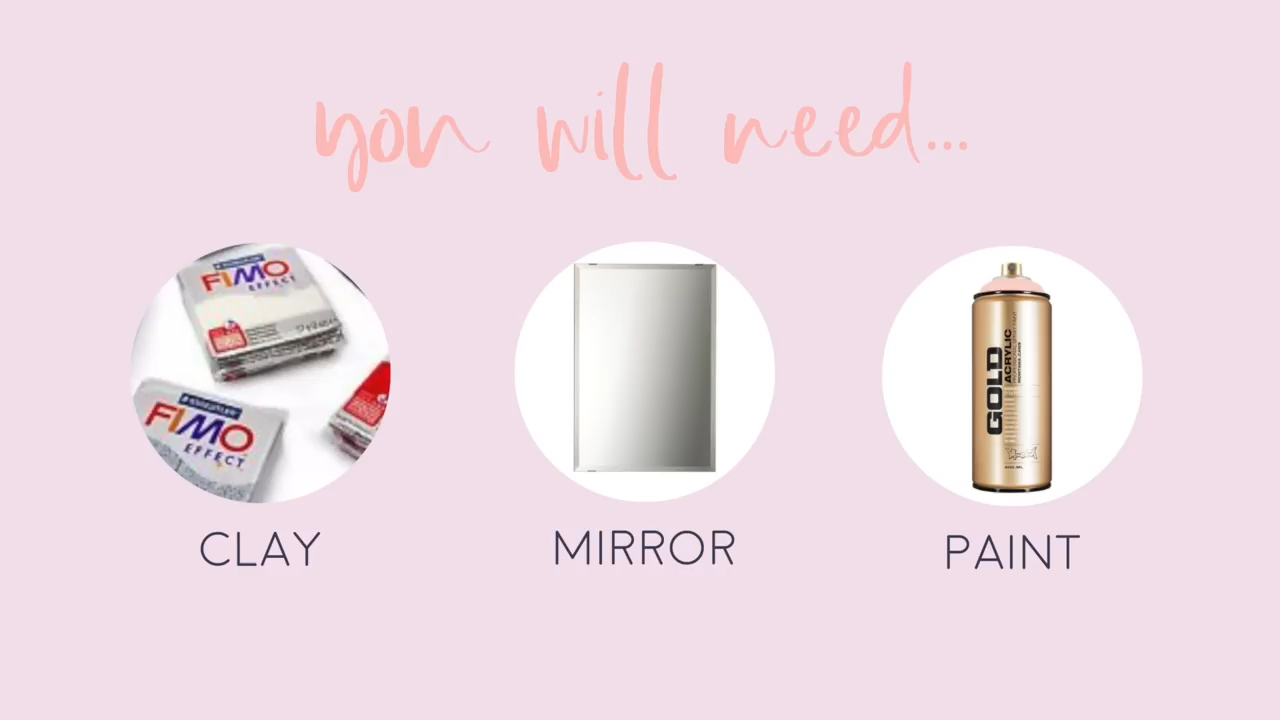 you will need...
FIMO
EFFECT
FIMO
EFFECT
GOLD
ACRYLIC
CLAY
MIRROR
PAINT